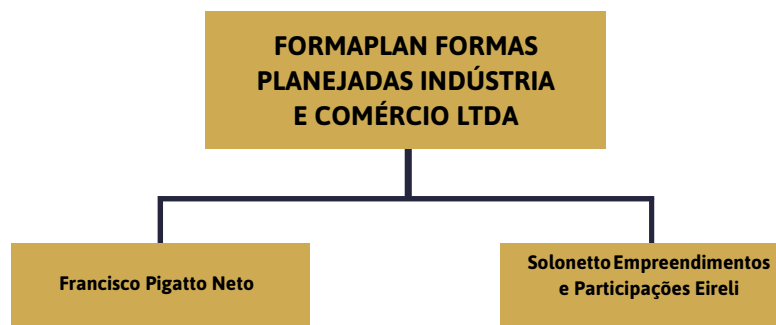 FORMAPLAN FORMAS
PLANEJADAS INDÚSTRIA
E COMÉRCIO LTDA
Francisco Pigatto Neto
Solonetto Empreendimentos
e Participações Eireli